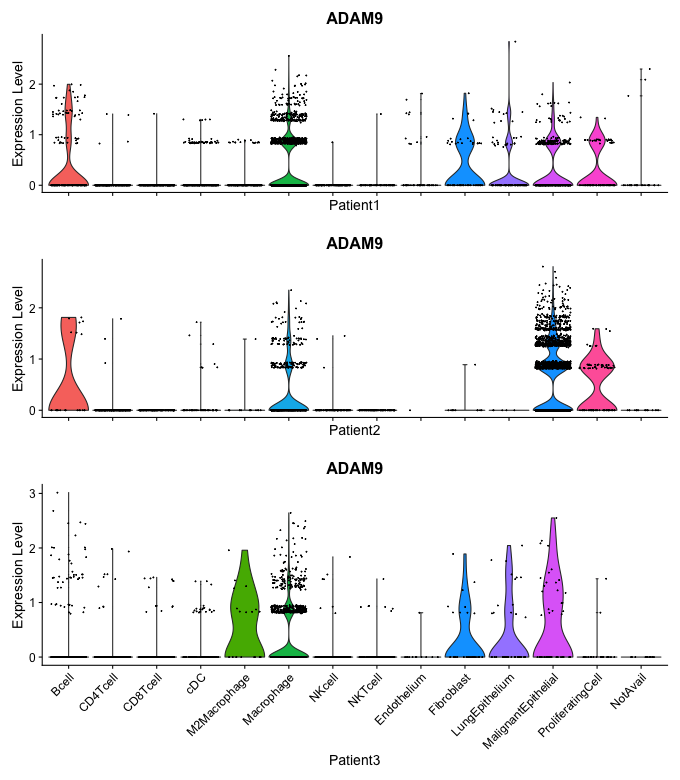 ADAM9
Expression Level
2
1
0
Patient1
ADAM9
Expression Level
2
1
0
Patient2
ADAM9
Expression Level
3
2
1
0
Bcell
CD4Tcell
CD8Tcell
cDC
M2Macrophage
Macrophage
NKcell
NKTcell
Endothelium
Fibroblast
LungEpithelium
MalignantEpithelial
ProliferatingCell
NotAvail
Patient3